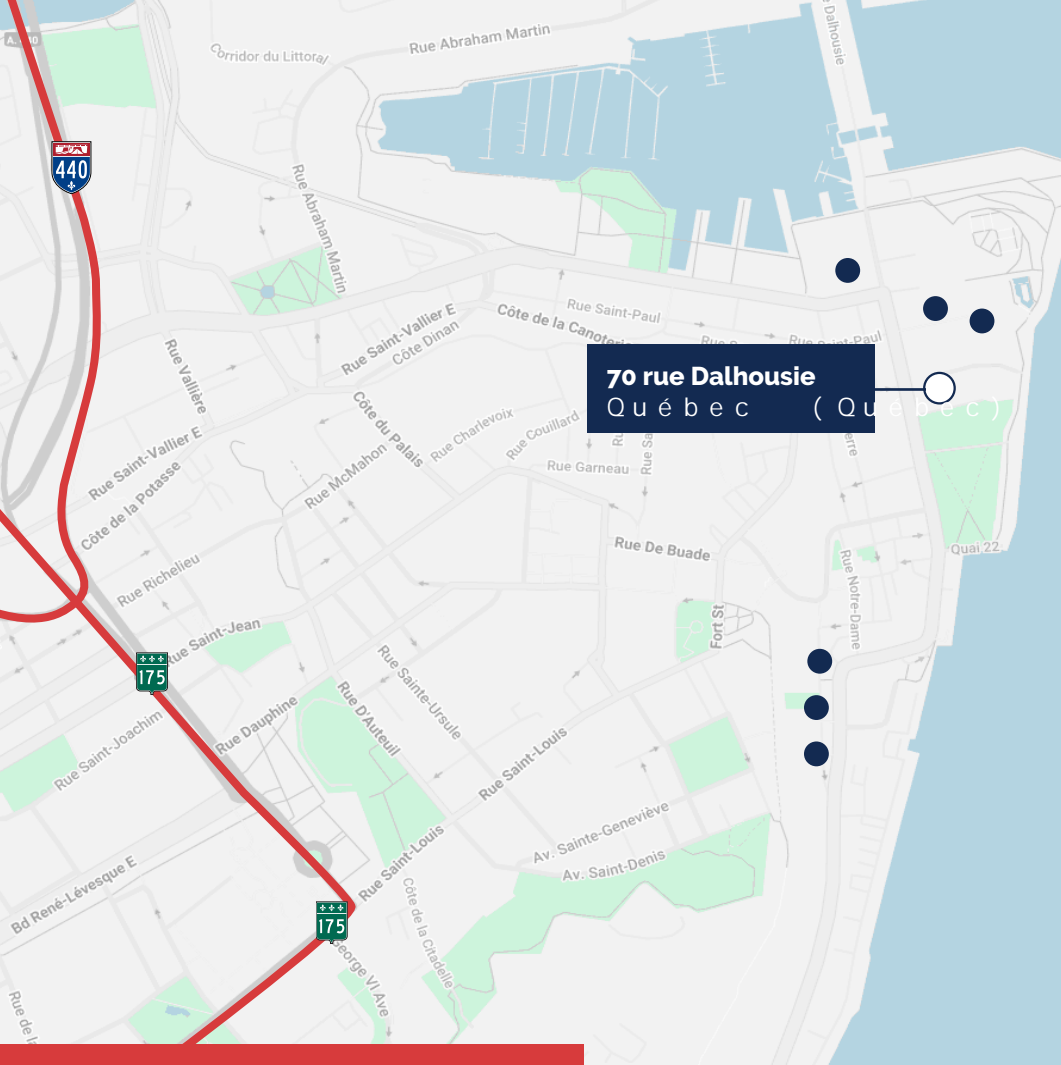 Dalhousie
Rue Abraham Martin
Corridor du Littoral
A. 440
440
Rue Abraham Martin
Rue Saint-Paul
Rue Saint-Vallier E
Côte de la Canoterie
Côte Dinan
Rue Saint-Paul
Rue Vallière
70 rue Dalhousie
Québec (Québec)
Côte du Palais
Rue Charlevoix
Rue Couillard
Rue Saint-Vallier E
Rue McMahon
Rue Garneau
Côte de la Potasse
Rue De Buade
Quai 22
Rue Richelieu
Rue Notre-Dame
Fort St
Rue Saint-Jean
175
Rue Sainte-Ursule
Rue D'Auteuil
Rue Dauphine
Rue Saint-Joachim
Rue Saint-Louis
Av. Sainte-Geneviève
Rue Saint-Louis
Av. Saint-Denis
Bd René-Lévesque E
Côte de la Citadelle
175
George VI Ave
Rue de la